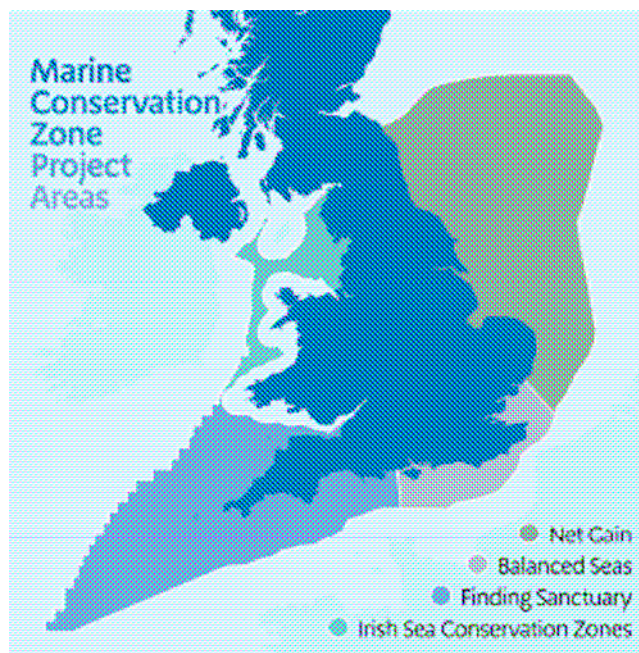 Marine
Conservation
Zone
Project
Areas
Net Gain
Balanced Seas
Finding Sanctuary
Irish Sea Conservation Zones